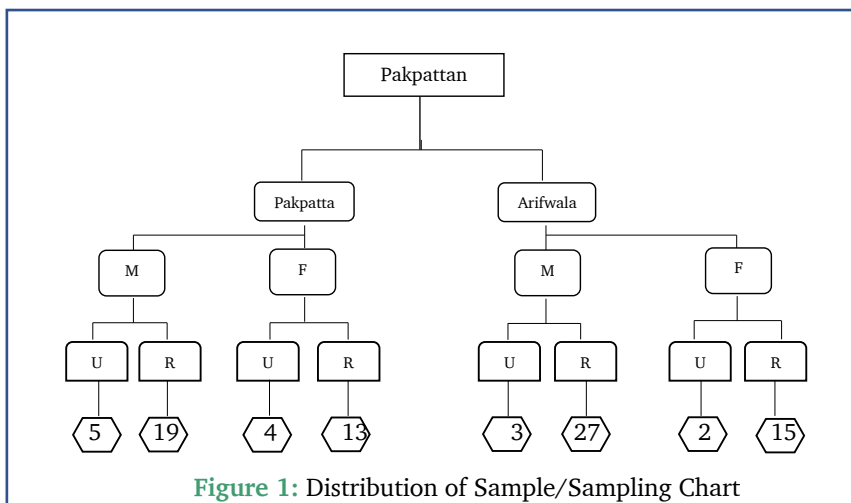 Pakpattan
Pakpatta Arifwala
M F M F
U R U R U R U R
5 19 4 13 3 27 2 15
Figure 1: Distribution of Sample/Sampling Chart